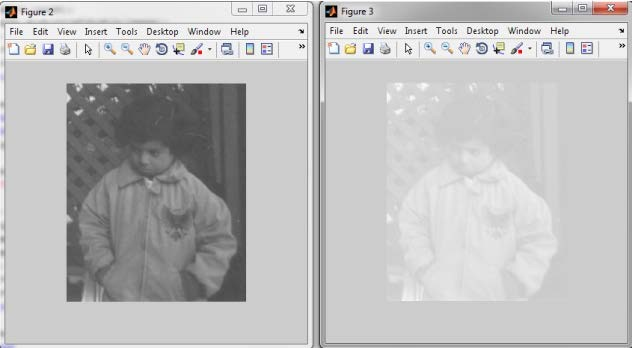 Figure 2
File Edit View Insert Tools Desktop Window Help
Figure 3
File Edit View Insert Tools Desktop Window Help